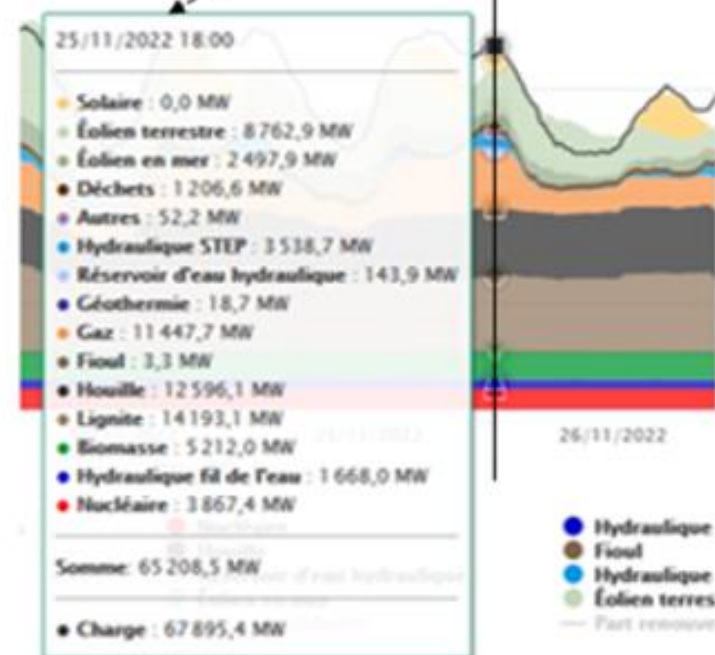 25/11/2022 18:00
Solaire : 0,0 MW
Éolien terrestre : 8 762,9 MW
Éolien en mer : 2 497,9 MW
Déchets : 1 206,6 MW
Autres : 52,2 MW
Hydraulique STEP : 3 538,7 MW
Réservoir d'eau hydraulique : 143,9 MW
Géothermie : 18,7 MW
Gaz : 11 447,7 MW
Fioul : 3,3 MW
Houille : 12 596,1 MW
Lignite : 14 193,1 MW
Biomasse : 5 212,0 MW
Hydraulique fil de l'eau : 1 668,0 MW
Nucléaire : 3 867,4 MW
Somme: 65 208,5 MW
Charge : 67 895,4 MW
26/11/2022
Hydraulique
Fioul
Hydraulique
Éolien terres
Part renouve